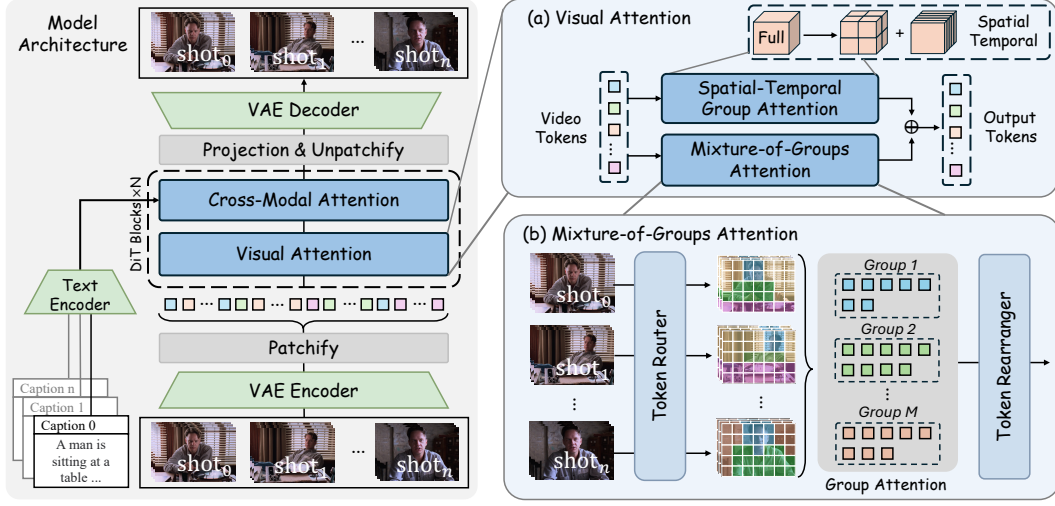 Model
Architecture
shot0
shot1
...
shotn
VAE Decoder
Projection & Unpatchify
DiT Blocks ×N
Cross-Modal Attention
Visual Attention
Text
Encoder
... ... ... ...
Patchify
VAE Encoder
Caption n
Caption 1
Caption 0
A man is
sitting at a
table ...
shot0
shot1
...
shotn
(a) Visual Attention
Full
+
Spatial
Temporal
Video
Tokens
Spatial-Temporal
Group Attention
Mixture-of-Groups
Attention
Output
Tokens
(b) Mixture-of-Groups Attention
shot0
shot1
...
shotn
Token Router
...
Group 1
Group 2
...
Group M
Group Attention
Token Rearranger